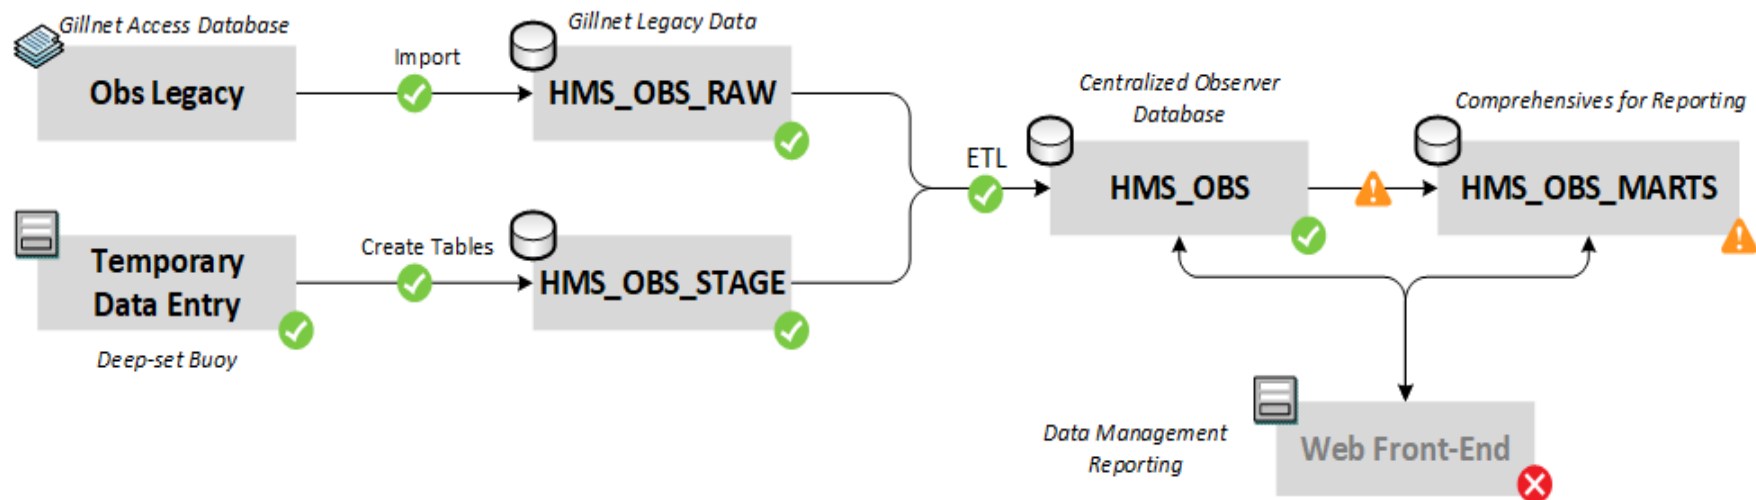 Gillnet Access Database
Obs Legacy
Import
Gillnet Legacy Data
HMS_OBS_RAW
Temporary
Data Entry
Deep-set Buoy
Create Tables
HMS_OBS_STAGE
ETL
Centralized Observer
Database
HMS_OBS
Comprehensives for Reporting
HMS_OBS_MARTS
Data Management
Reporting
Web Front-End